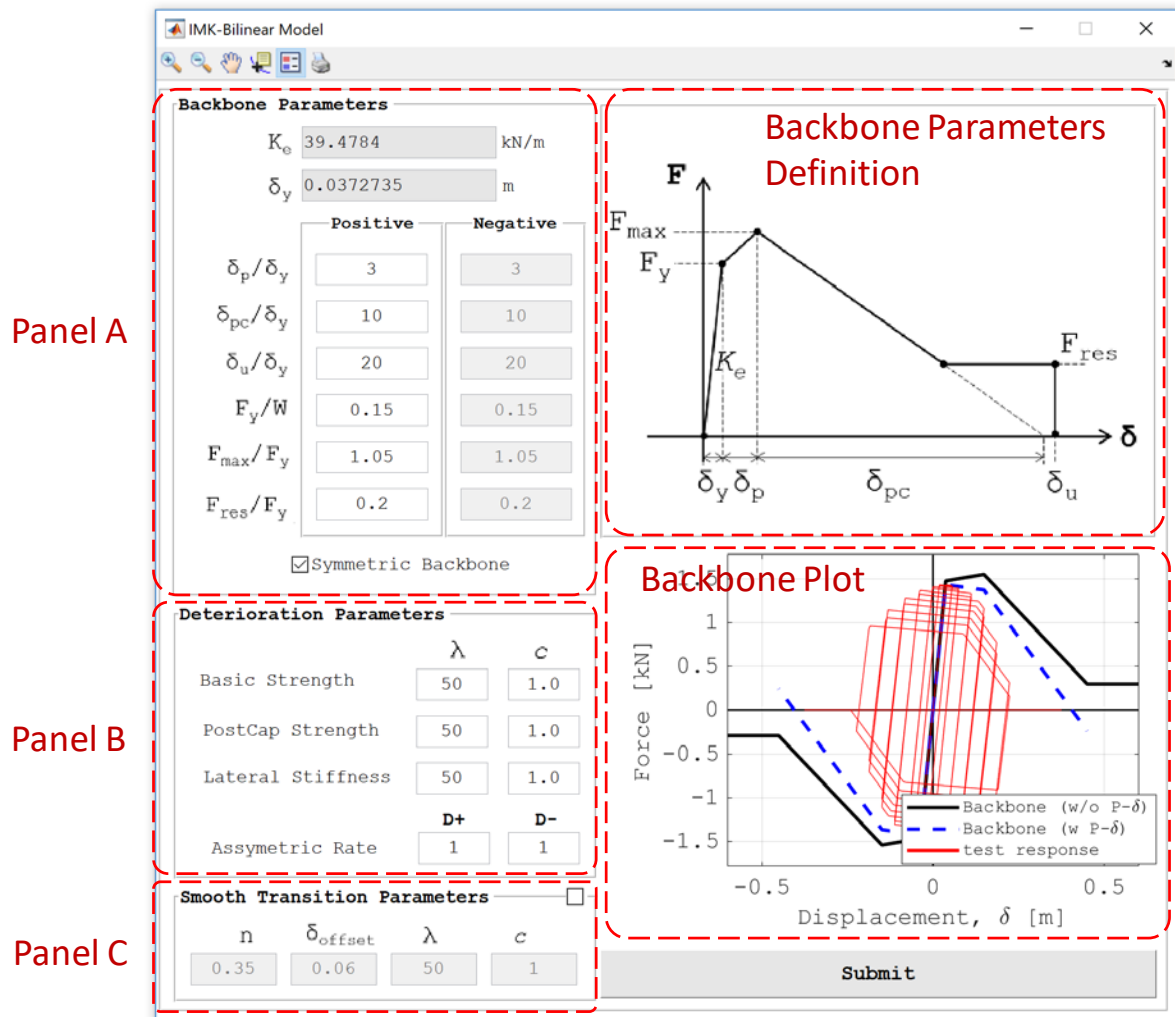 IMK-Bilinear Model
Panel A
Backbone Parameters
Ke 39.4784 kN/m
δy 0.0372735 m
Positive Negative
δp/δy 3 3
δpc/δy 10 10
δu/δy 20 20
Fy/W 0.15 0.15
Fmax/Fy 1.05 1.05
Fres/Fy 0.2 0.2
Symmetric Backbone
Backbone Parameters
Definition
F
Fmax
Fy
Ke
Fres
δ
δy δp δpc δu
Panel B
Deterioration Parameters
λ c
Basic Strength 50 1.0
PostCap Strength 50 1.0
Lateral Stiffness 50 1.0
D+ D-
Assymetric Rate 1 1
Backbone Plot
1.5
1
0.5
0
-0.5
-1
-1.5
Force [kN]
Backbone (w/o P-δ)
Backbone (w P-δ)
test response
-0.5 0 0.5
Displacement, δ [m]
Panel C
Smooth Transition Parameters
n δoffset λ c
0.35 0.06 50 1
Submit